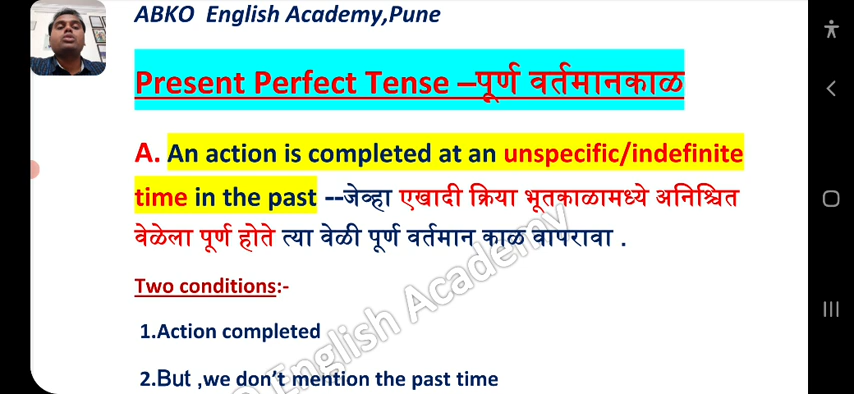 ABKO English Academy,Pune
Present Perfect Tense –पूर्ण वर्तमानकाळ
A. An action is completed at an unspecific/indefinite
time in the past --जेव्हा एखादी क्रिया भूतकाळामध्ये अनिश्चित
वेळेला पूर्ण होते त्या वेळी पूर्ण वर्तमान काळ वापरावा .
Two conditions:-
1.Action completed
2.But ,we don't mention the past time
English Academy